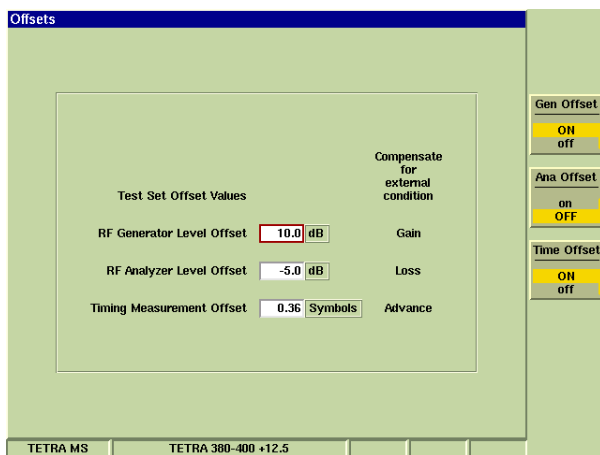 Offsets
Gen Offset
ON
off
Compensate
for
external
condition
Test Set Offset Values
Ana Offset
on
OFF
RF Generator Level Offset 10.0 dB Gain
Time Offset
ON
off
RF Analyzer Level Offset -5.0 dB Loss
Timing Measurement Offset 0.36 Symbols Advance
TETRA MS TETRA 380-400 +12.5